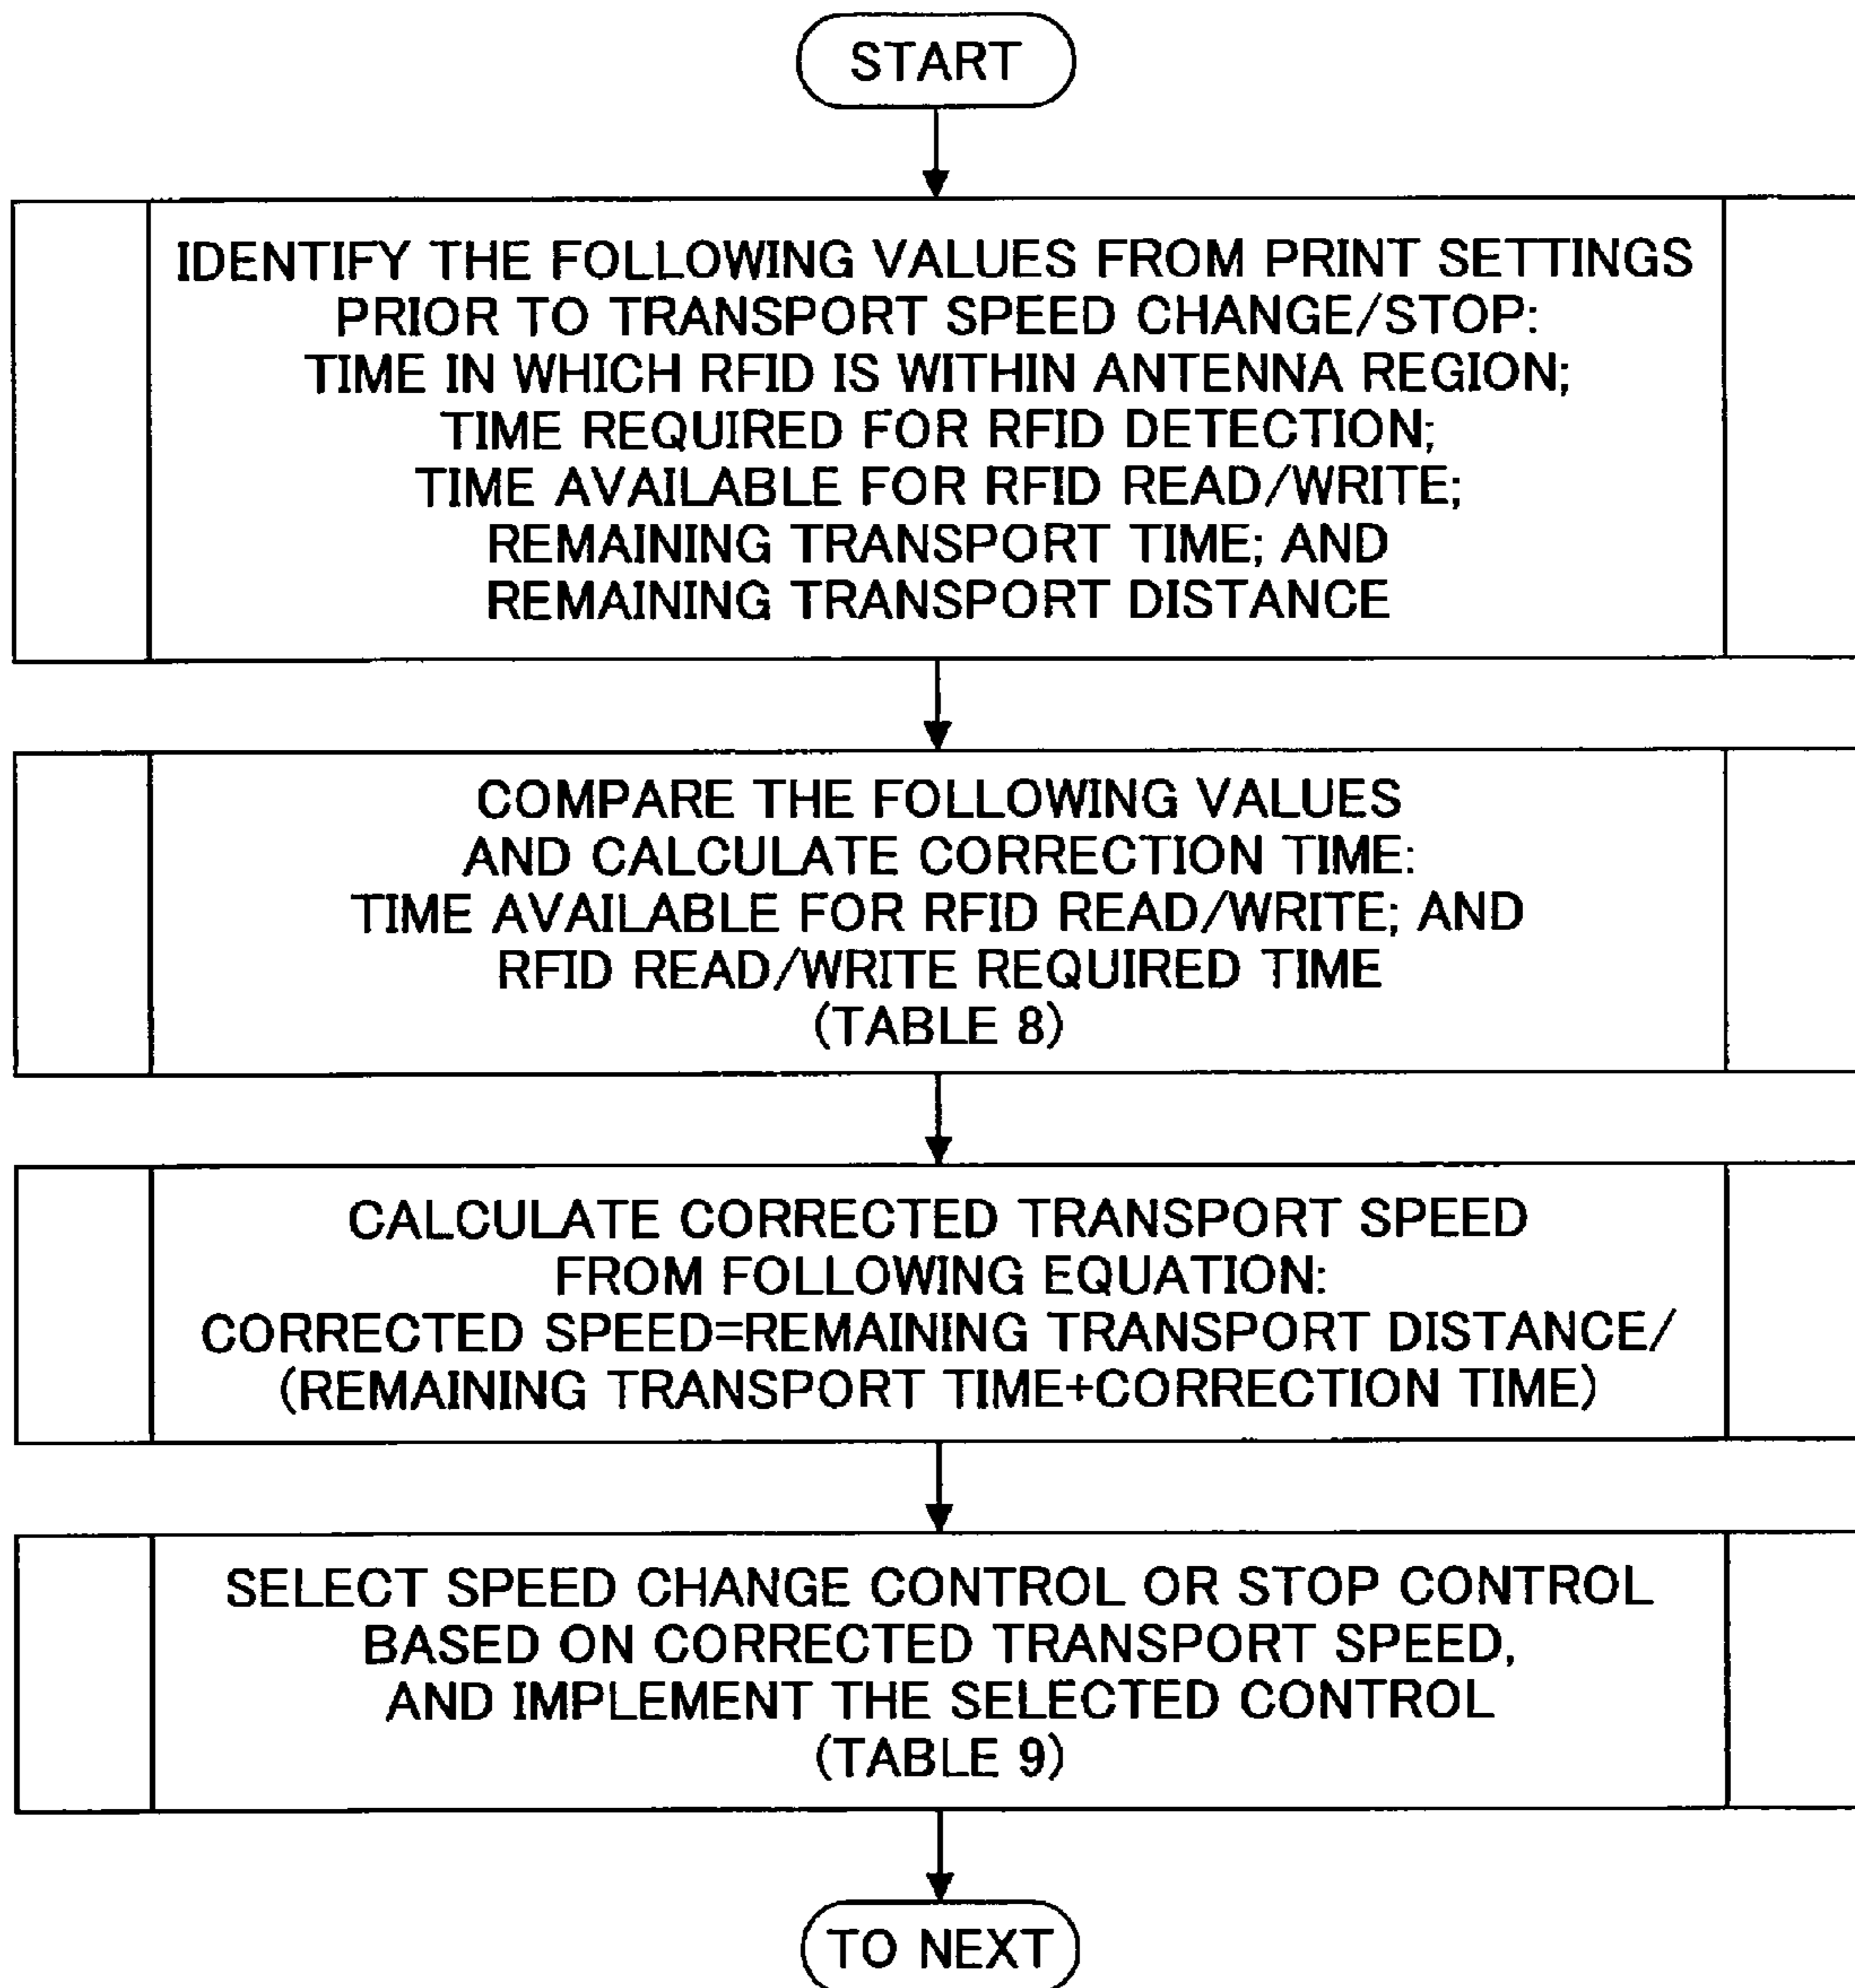 START
IDENTIFY THE FOLLOWING VALUES FROM PRINT SETTINGS
PRIOR TO TRANSPORT SPEED CHANGE/STOP:
TIME IN WHICH RFID IS WITHIN ANTENNA REGION;
TIME REQUIRED FOR RFID DETECTION;
TIME AVAILABLE FOR RFID READ/WRITE;
REMAINING TRANSPORT TIME; AND
REMAINING TRANSPORT DISTANCE
COMPARE THE FOLLOWING VALUES
AND CALCULATE CORRECTION TIME:
TIME AVAILABLE FOR RFID READ/WRITE; AND
RFID READ/WRITE REQUIRED TIME
(TABLE 8)
CALCULATE CORRECTED TRANSPORT SPEED
FROM FOLLOWING EQUATION:
CORRECTED SPEED=REMAINING TRANSPORT DISTANCE/
(REMAINING TRANSPORT TIME+CORRECTION TIME)
SELECT SPEED CHANGE CONTROL OR STOP CONTROL
BASED ON CORRECTED TRANSPORT SPEED,
AND IMPLEMENT THE SELECTED CONTROL
(TABLE 9)
TO NEXT